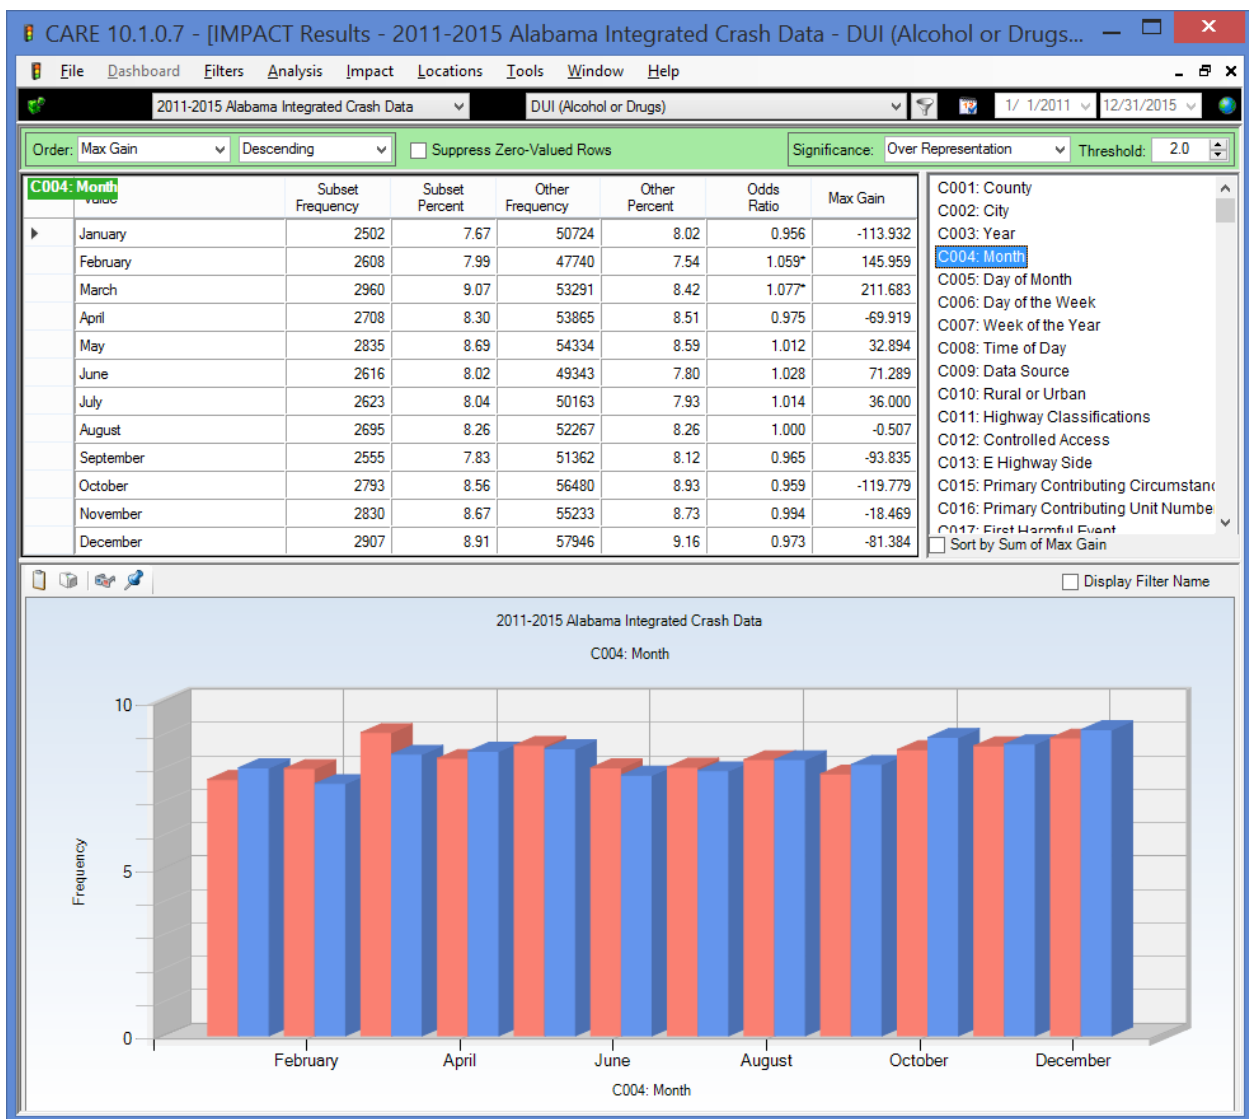 CARE 10.1.0.7 - [IMPACT Results - 2011-2015 Alabama Integrated Crash Data - DUI (Alcohol or Drugs...
File Dashboard Filters Analysis Impact Locations Tools Window Help
2011-2015 Alabama Integrated Crash Data DUI (Alcohol or Drugs) 1/ 1/2011 12/31/2015
Order: Max Gain Descending Suppress Zero-Valued Rows Significance: Over Representation Threshold: 2.0
C004: Month
Subset Frequency Subset Percent Other Frequency Other Percent Odds Ratio Max Gain
January 2502 7.67 50724 8.02 0.956 -113.932
February 2608 7.99 47740 7.54 1.059* 145.959
March 2960 9.07 53291 8.42 1.077* 211.683
April 2708 8.30 53865 8.51 0.975 -69.919
May 2835 8.69 54334 8.59 1.012 32.894
June 2616 8.02 49343 7.80 1.028 71.289
July 2623 8.04 50163 7.93 1.014 36.000
August 2695 8.26 52267 8.26 1.000 -0.507
September 2555 7.83 51362 8.12 0.965 -93.835
October 2793 8.56 56480 8.93 0.959 -119.779
November 2830 8.67 55233 8.73 0.994 -18.469
December 2907 8.91 57946 9.16 0.973 -81.384
C001: County
C002: City
C003: Year
C004: Month
C005: Day of Month
C006: Day of the Week
C007: Week of the Year
C008: Time of Day
C009: Data Source
C010: Rural or Urban
C011: Highway Classifications
C012: Controlled Access
C013: E Highway Side
C015: Primary Contributing Circumstanc
C016: Primary Contributing Unit Numbe
C017: First Harmful Event
Sort by Sum of Max Gain
Display Filter Name
2011-2015 Alabama Integrated Crash Data
C004: Month
10
5
0
Frequency
February April June August October December
C004: Month